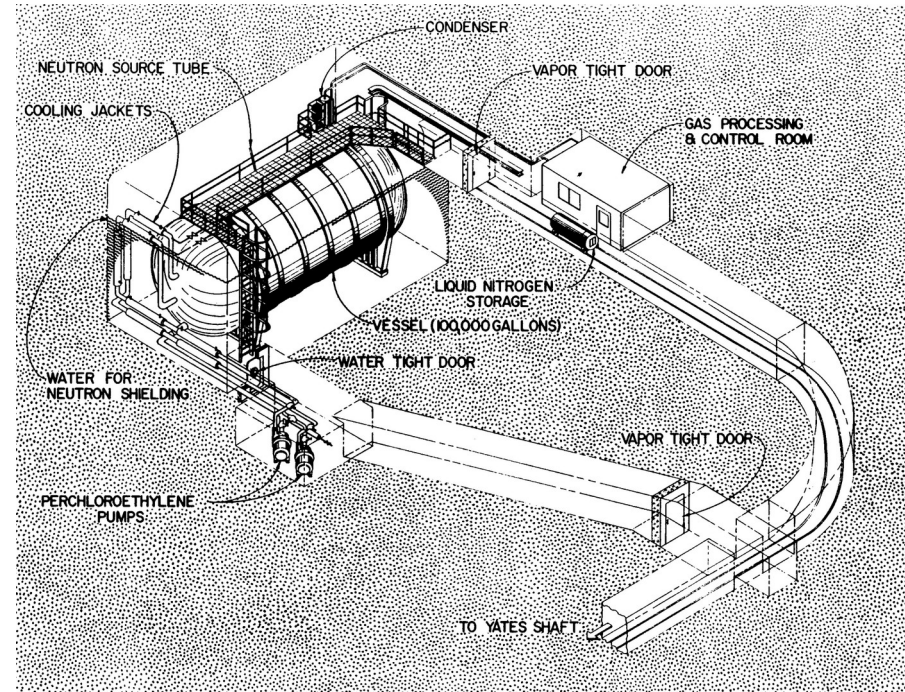 CONDENSER
NEUTRON SOURCE TUBE
VAPOR TIGHT DOOR
COOLING JACKETS
GAS PROCESSING
& CONTROL ROOM
LIQUID NITROGEN
STORAGE
VESSEL (100,000 GALLONS)
WATER TIGHT DOOR
WATER FOR
NEUTRON SHIELDING
VAPOR TIGHT DOOR
PERCHLOROETHYLENE
PUMPS
TO YATES SHAFT